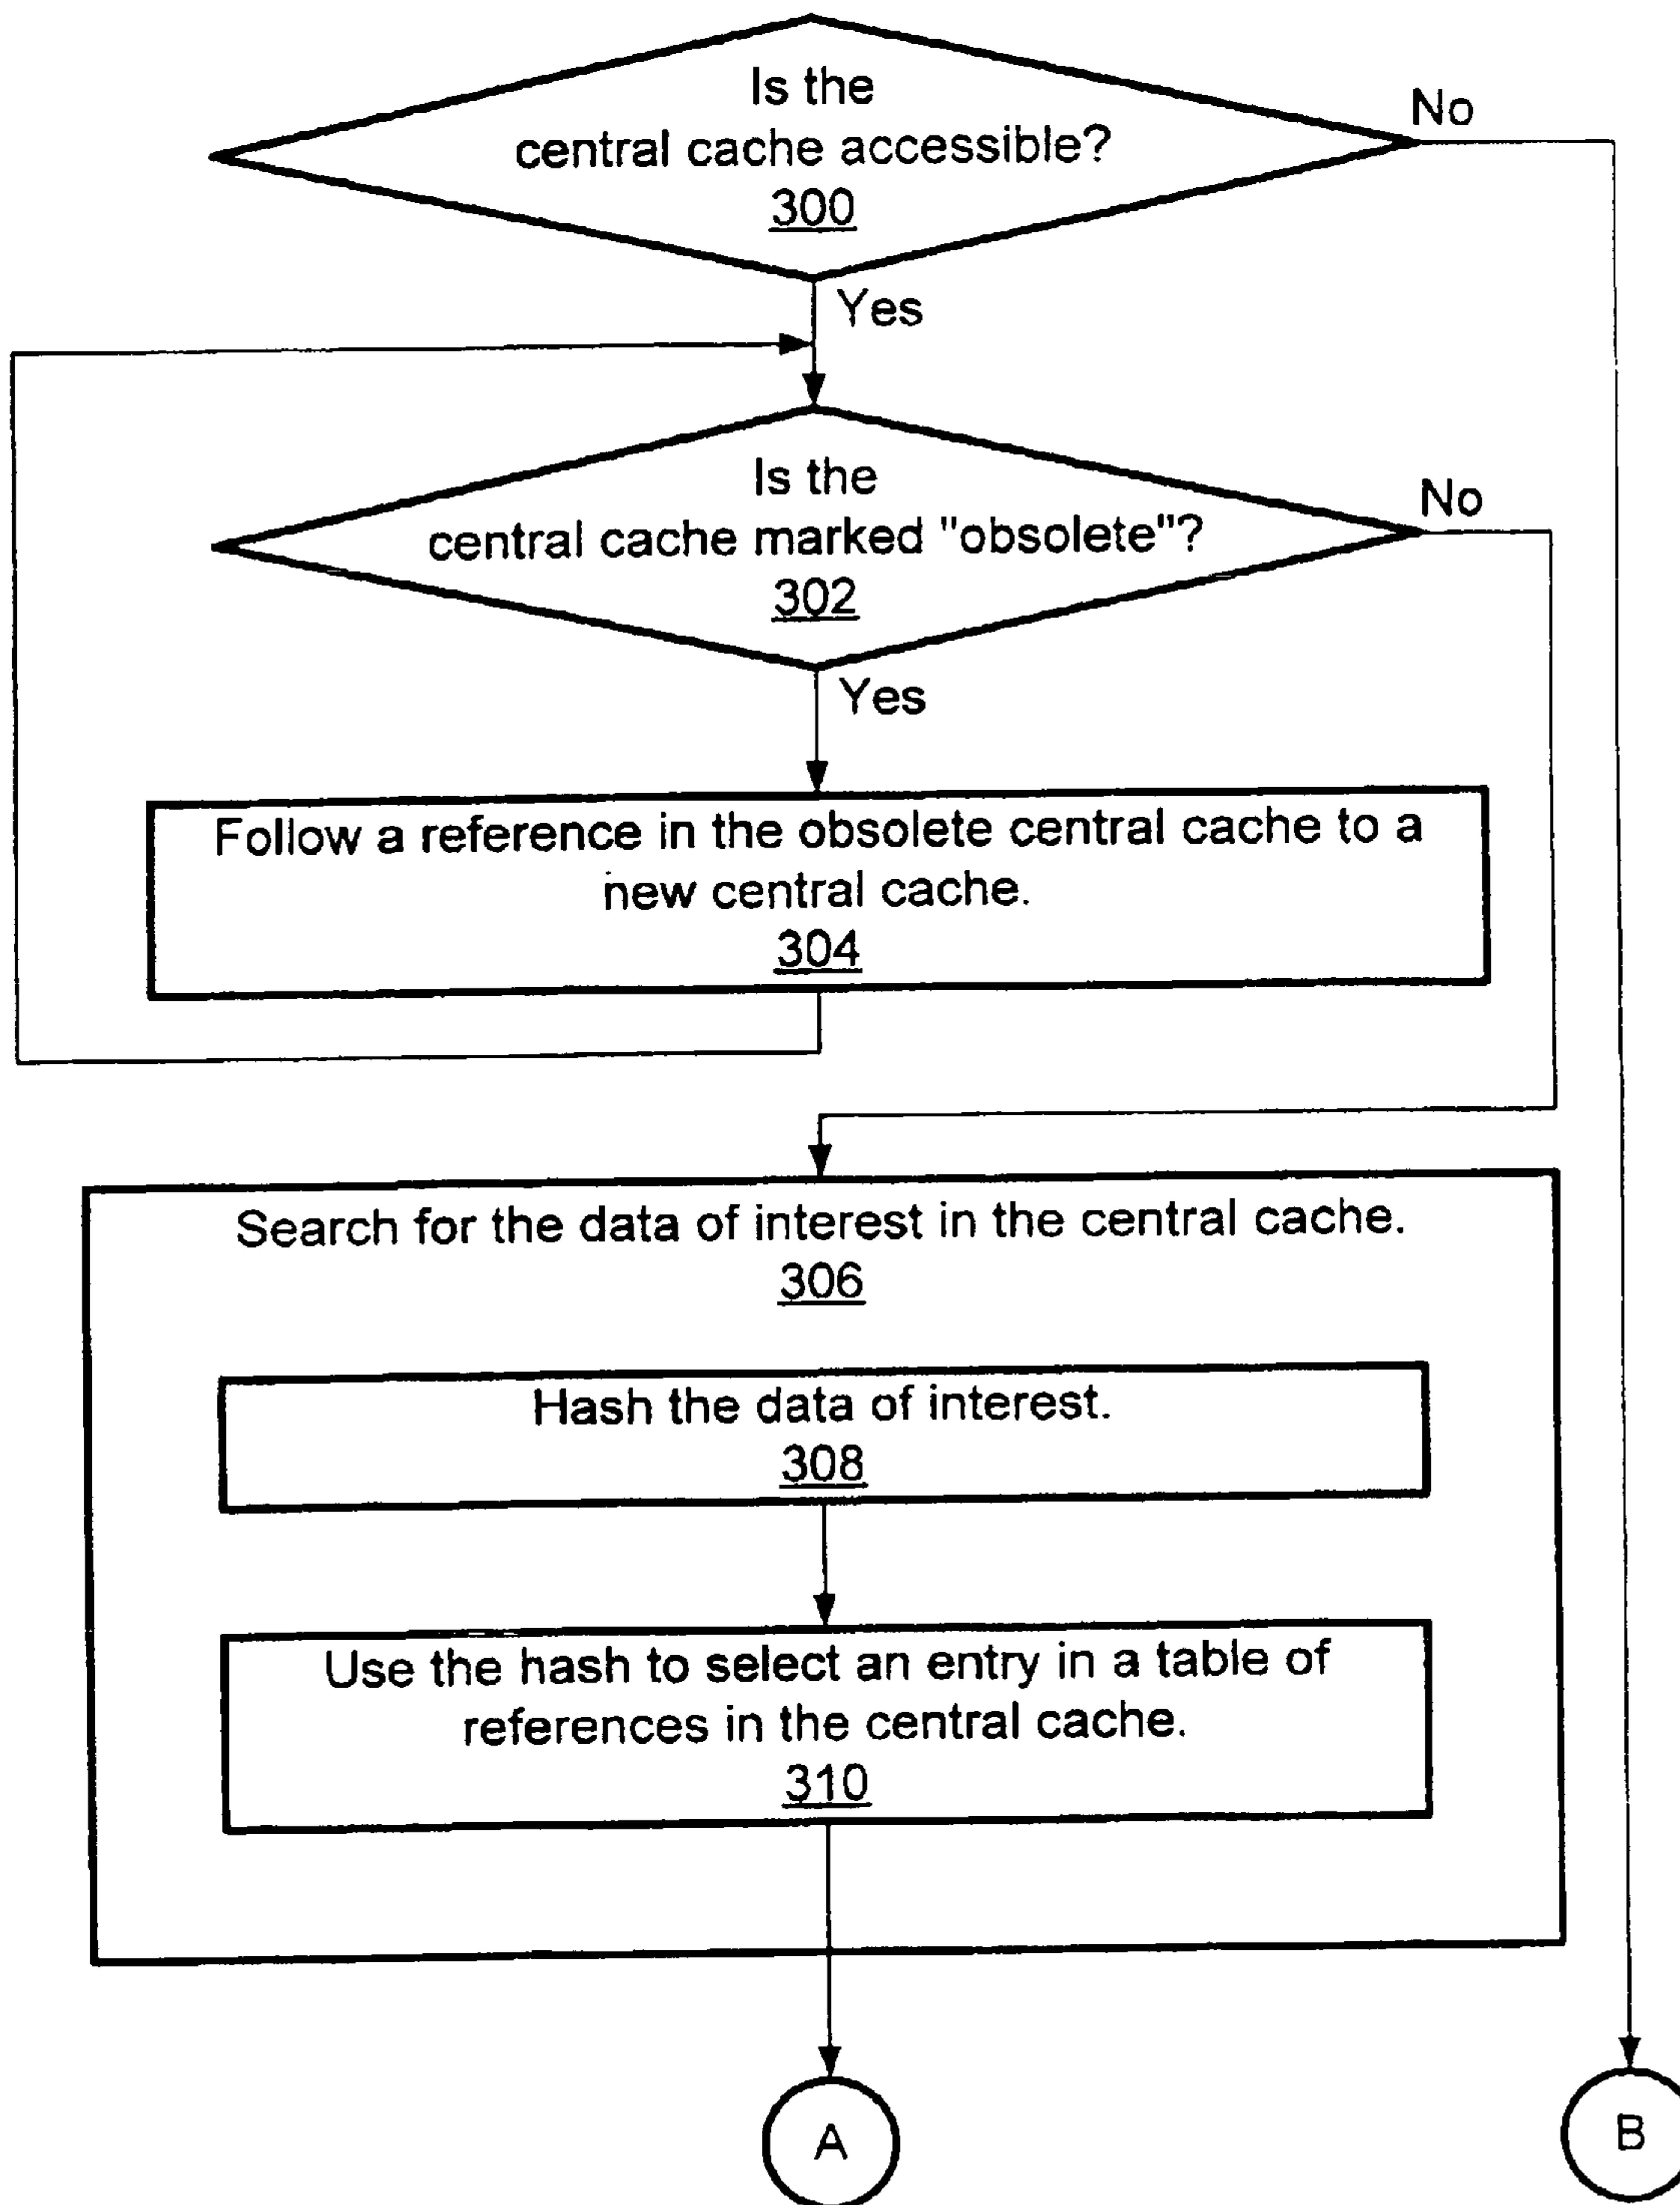 Is the
central cache accessible?
300
No
Yes
Is the
central cache marked "obsolete"?
302
No
Yes
Follow a reference in the obsolete central cache to a
new central cache.
304
Search for the data of interest in the central cache.
306
Hash the data of interest.
308
Use the hash to select an entry in a table of
references in the central cache.
310
A
B